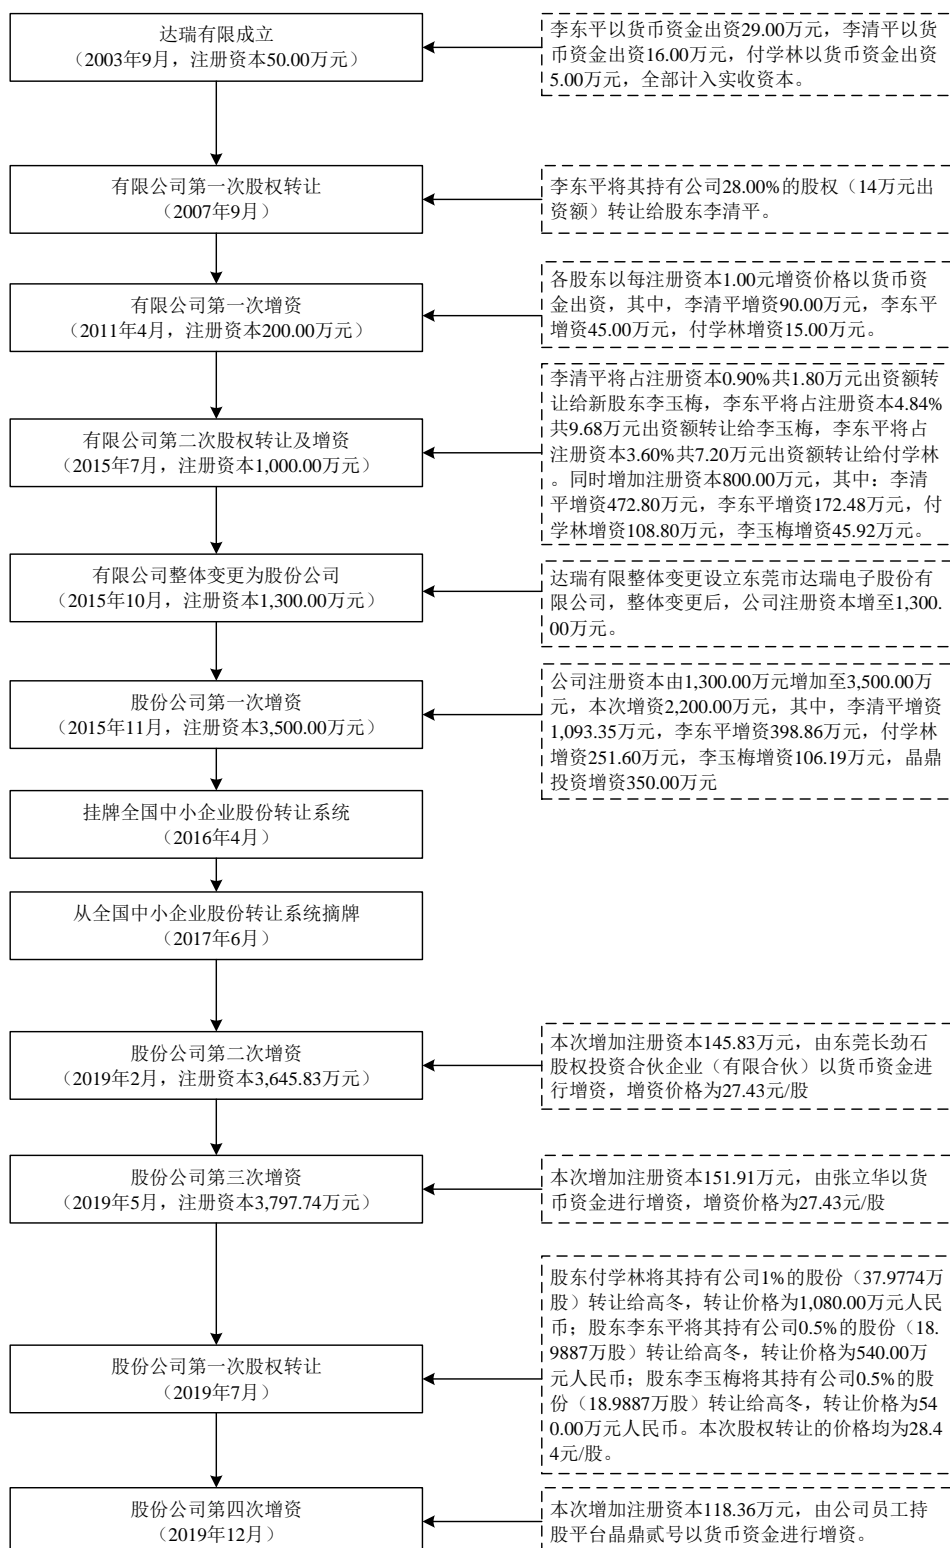 达瑞有限成立
（2003年9月，注册资本50.00万元）
李东平以货币资金出资29.00万元，李清平以货
币资金出资16.00万元，付学林以货币资金出资
5.00万元，全部计入实收资本。
有限公司第一次股权转让
（2007年9月）
李东平将其持有公司28.00%的股权（14万元出
资额）转让给股东李清平。
有限公司第一次增资
（2011年4月，注册资本200.00万元）
各股东以每注册资本1.00元增资价格以货币资
金出资，其中，李清平增资90.00万元，李东平
增资45.00万元，付学林增资15.00万元。
有限公司第二次股权转让及增资
（2015年7月，注册资本1,000.00万元）
李清平将占注册资本0.90%共1.80万元出资额转
让给新股东李玉梅，李东平将占注册资本4.84%
共9.68万元出资额转让给李玉梅，李东平将占
注册资本3.60%共7.20万元出资额转让给付学林
。同时增加注册资本800.00万元，其中：李清
平增资472.80万元，李东平增资172.48万元，付
学林增资108.80万元，李玉梅增资45.92万元。
有限公司整体变更为股份公司
（2015年10月，注册资本1,300.00万元）
达瑞有限整体变更设立东莞市达瑞电子股份有
限公司，整体变更后，公司注册资本增至1,300.
00万元。
股份公司第一次增资
（2015年11月，注册资本3,500.00万元）
公司注册资本由1,300.00万元增加至3,500.00万
元，本次增资2,200.00万元，其中，李清平增资
1,093.35万元，李东平增资398.86万元，付学林
增资251.60万元，李玉梅增资106.19万元，晶鼎
投资增资350.00万元
挂牌全国中小企业股份转让系统
（2016年4月）
从全国中小企业股份转让系统摘牌
（2017年6月）
股份公司第二次增资
（2019年2月，注册资本3,645.83万元）
本次增加注册资本145.83万元，由东莞长劲石
股权投资合伙企业（有限合伙）以货币资金进
行增资，增资价格为27.43元/股
股份公司第三次增资
（2019年5月，注册资本3,797.74万元）
本次增加注册资本151.91万元，由张立华以货
币资金进行增资，增资价格为27.43元/股
股份公司第一次股权转让
（2019年7月）
股东付学林将其持有公司1%的股份（37.9774万
股）转让给高冬，转让价格为1,080.00万元人民
币；股东李东平将其持有公司0.5%的股份（18.
9887万股）转让给高冬，转让价格为540.00万
元人民币；股东李玉梅将其持有公司0.5%的股
份（18.9887万股）转让给高冬，转让价格为54
0.00万元人民币。本次股权转让的价格均为28.4
4元/股。
股份公司第四次增资
（2019年12月）
本次增加注册资本118.36万元，由公司员工持
股平台晶鼎贰号以货币资金进行增资。